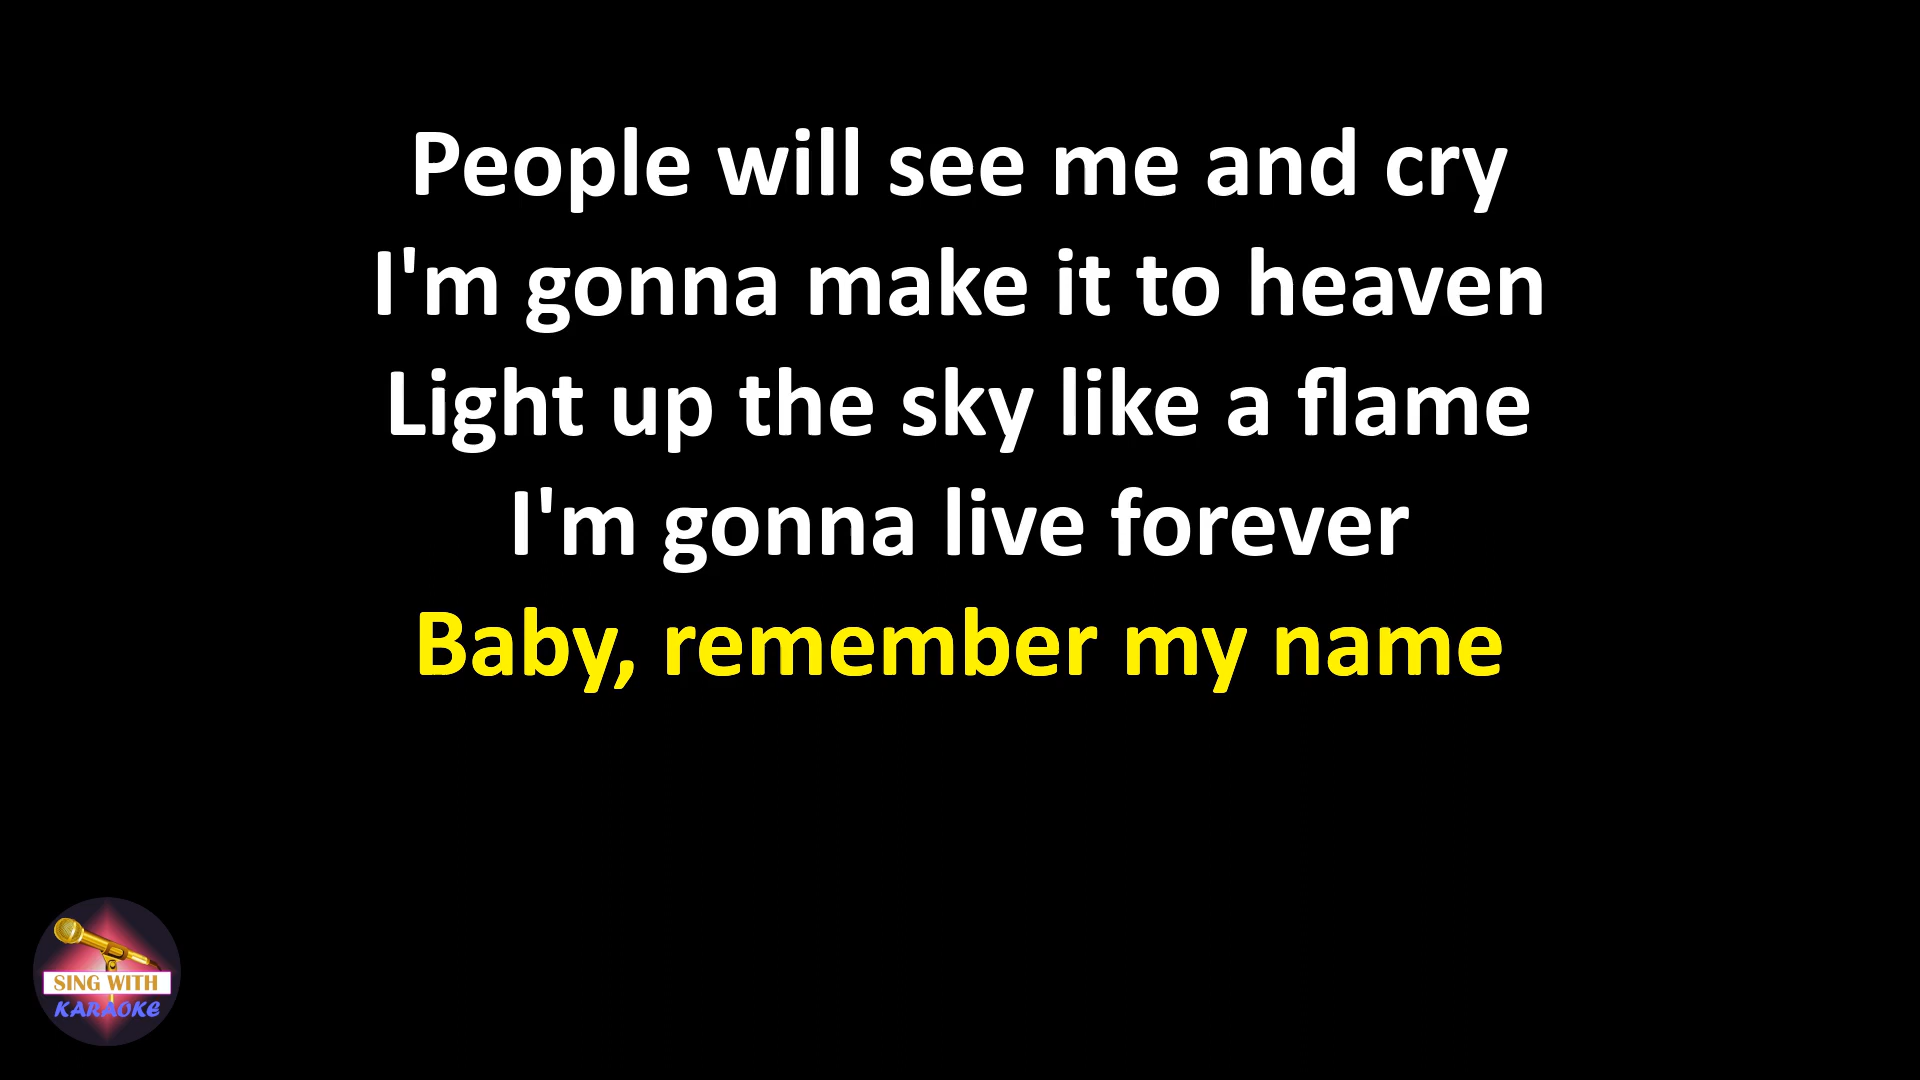 People will see me and cry
I'm gonna make it to heaven
Light up the sky like a flame
I'm gonna live forever
Baby, remember my name
SING WITH
KARAOKE